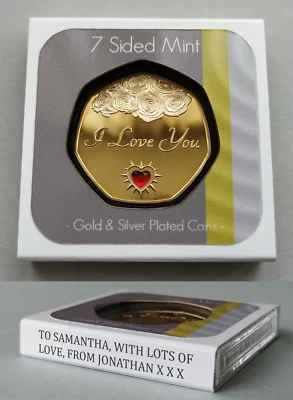 7 Sided Mint
I Love You
- Gold & Silver Plated Coins -
TO SAMANTHA, WITH LOTS OF
LOVE, FROM JONATHAN X X X